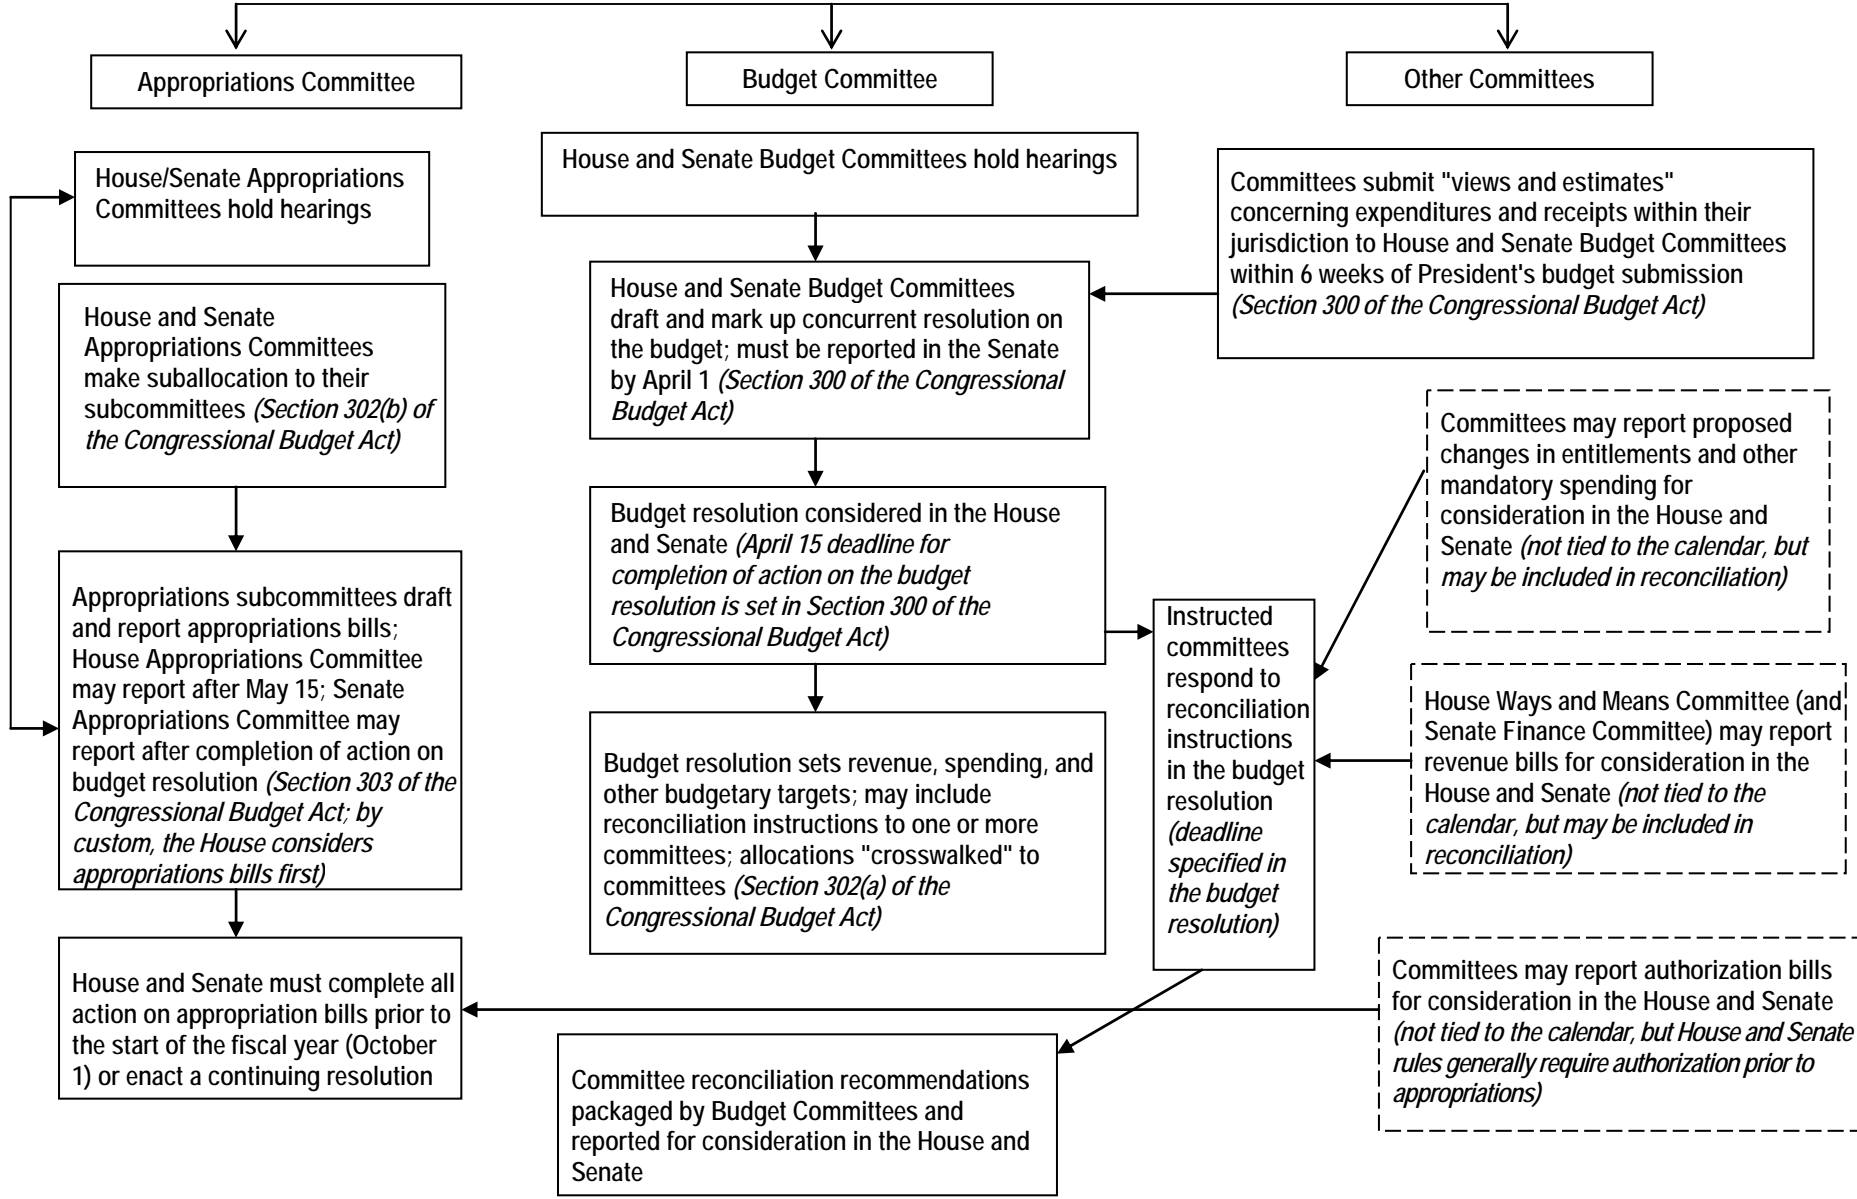 Appropriations Committee
Budget Committee
Other Committees
House/Senate Appropriations
Committees hold hearings
House and Senate
Appropriations Committees
make suballocation to their
subcommittees (Section 302(b) of
the Congressional Budget Act)
Appropriations subcommittees draft
and report appropriations bills;
House Appropriations Committee
may report after May 15; Senate
Appropriations Committee may
report after completion of action on
budget resolution (Section 303 of the
Congressional Budget Act; by
custom, the House considers
appropriations bills first)
House and Senate must complete all
action on appropriation bills prior to
the start of the fiscal year (October
1) or enact a continuing resolution
House and Senate Budget Committees hold hearings
House and Senate Budget Committees
draft and mark up concurrent resolution on
the budget; must be reported in the Senate
by April 1 (Section 300 of the Congressional
Budget Act)
Budget resolution considered in the House
and Senate (April 15 deadline for
completion of action on the budget
resolution is set in Section 300 of the
Congressional Budget Act)
Budget resolution sets revenue, spending, and
other budgetary targets; may include
reconciliation instructions to one or more
committees; allocations "crosswalked" to
committees (Section 302(a) of the
Congressional Budget Act)
Committee reconciliation recommendations
packaged by Budget Committees and
reported for consideration in the House and
Senate
Instructed
committees
respond to
reconciliation
instructions
in the budget
resolution
(deadline
specified in
the budget
resolution)
Committees submit "views and estimates"
concerning expenditures and receipts within their
jurisdiction to House and Senate Budget Committees
within 6 weeks of President's budget submission
(Section 300 of the Congressional Budget Act)
Committees may report proposed
changes in entitlements and other
mandatory spending for
consideration in the House and
Senate (not tied to the calendar, but
may be included in reconciliation)
House Ways and Means Committee (and
Senate Finance Committee) may report
revenue bills for consideration in the
House and Senate (not tied to the
calendar, but may be included in
reconciliation)
Committees may report authorization bills
for consideration in the House and Senate
(not tied to the calendar, but House and Senate
rules generally require authorization prior to
appropriations)